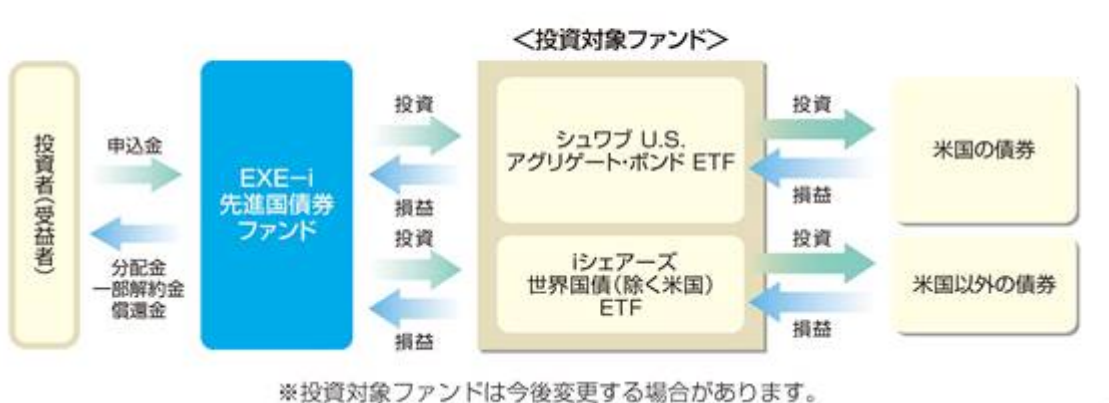 ＜投資対象ファンド＞
投資者（受益者）
申込金
分配金
一部解約金
償還金
EXE－i
先進国債券
ファンド
投資
損益
投資
損益
シュワブ U.S.
アグリゲート・ボンド ETF
iシェアーズ
世界国債（除く米国）
ETF
投資
損益
投資
損益
米国の債券
米国以外の債券
※投資対象ファンドは今後変更する場合があります。